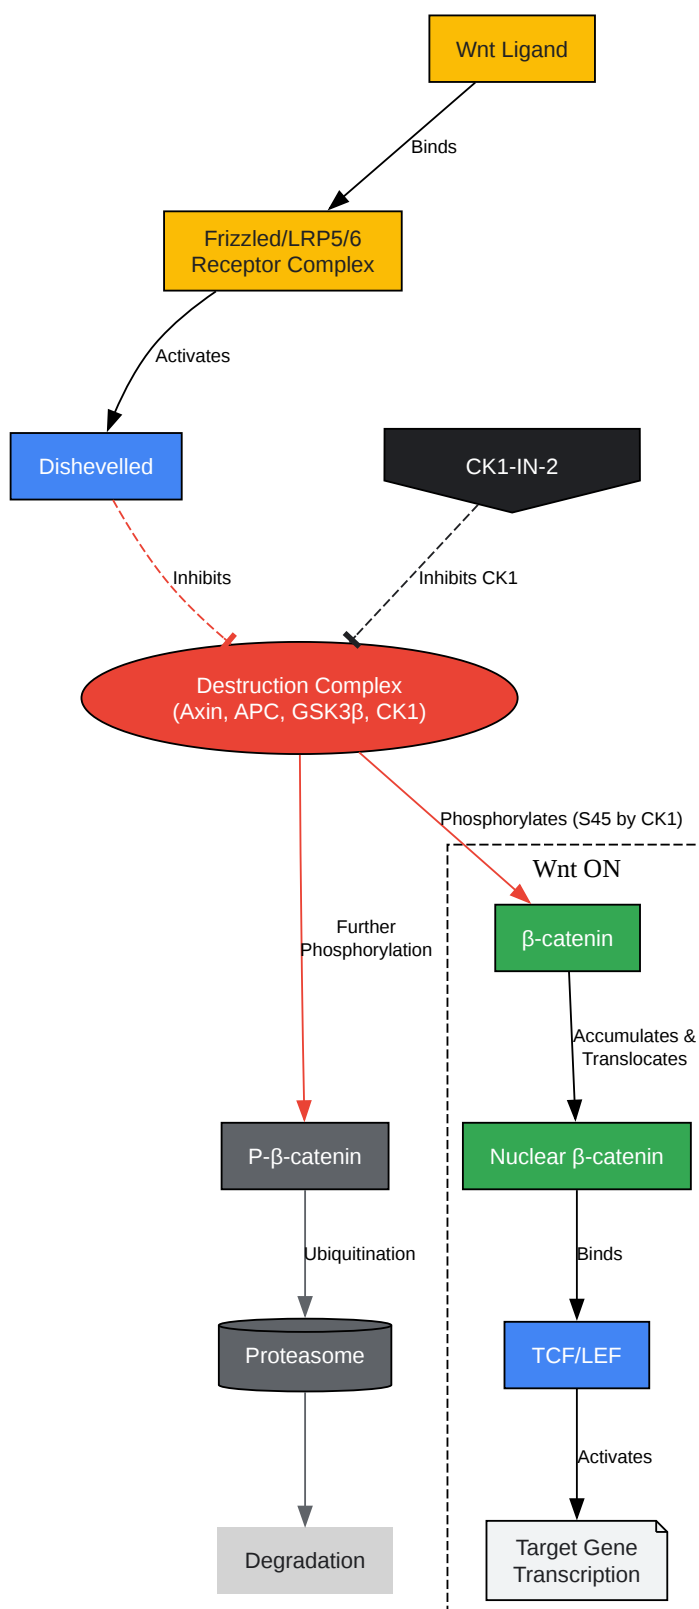 Wnt Ligand
Binds
Frizzled/LRP5/6
Receptor Complex
Activates
Dishevelled
CK1-IN-2
Inhibits
Inhibits CK1
Destruction Complex
(Axin, APC, GSK3β, CK1)
Phosphorylates (S45 by CK1)
Wnt ON
Further
Phosphorylation
β-catenin
Accumulates &
Translocates
P-β-catenin
Nuclear β-catenin
Ubiquitination
Binds
Proteasome
TCF/LEF
Activates
Degradation
Target Gene
Transcription